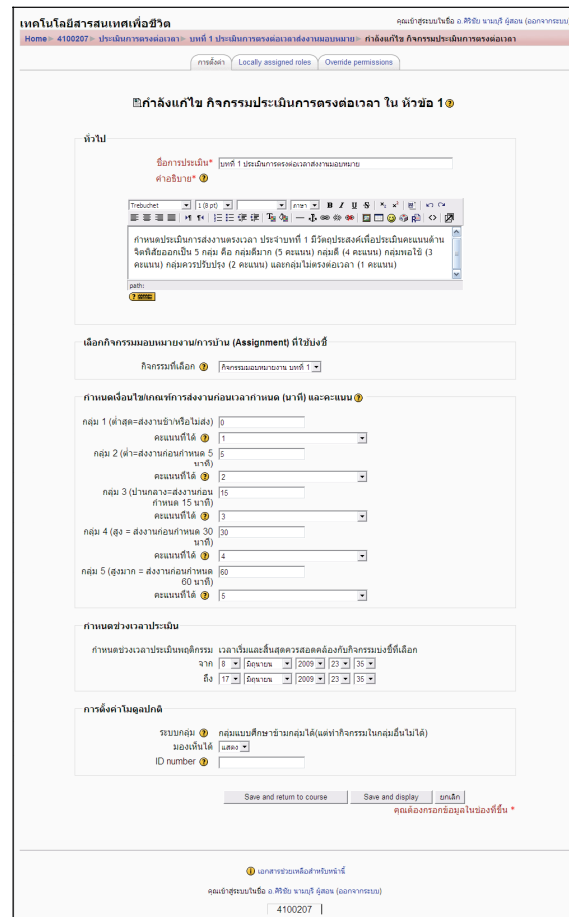 เทคโนโลยีสารสนเทศเพื่อชีวิต
คุณเข้าสู่ระบบในชื่อ อ.ศิริชัย นามบุรี ผู้สอน (ออกจากระบบ)
Home ► 4100207 ► ประเมินการตรงต่อเวลา ► บทที่ 1 ประเมินการตรงต่อเวลาส่งงานมอบหมาย ► กำลังแก้ไข กิจกรรมประเมินการตรงต่อเวลา
การตั้งค่า Locally assigned roles Override permissions
กำลังแก้ไข กิจกรรมประเมินการตรงต่อเวลา ใน หัวข้อ 1
ทั่วไป
ชื่อการประเมิน* บทที่ 1 ประเมินการตรงต่อเวลาส่งงานมอบหมาย
คำอธิบาย*
Trebuchet 1 (8 pt) ภาษา B I U S
กำหนดประเมินการส่งงานตรงเวลา ประจำบทที่ 1 มีวัตถุประสงค์เพื่อประเมินคะแนนด้าน
จิตพิสัยออกเป็น 5 กลุ่ม คือ กลุ่มดีมาก (5 คะแนน) กลุ่มดี (4 คะแนน) กลุ่มพอใช้ (3
คะแนน) กลุ่มควรปรับปรุง (2 คะแนน) และกลุ่มไม่ตรงต่อเวลา (1 คะแนน)
path:
เลือกกิจกรรมมอบหมายงาน/การบ้าน (Assignment) ที่ใช้บ่งชี้
กิจกรรมที่เลือก กิจกรรมมอบหมายงาน บทที่ 1
กำหนดเงื่อนไข/เกณฑ์การส่งงานก่อนเวลากำหนด (นาที) และคะแนน
กลุ่ม 1 (ต่ำสุด=ส่งงานช้า/หรือไม่ส่ง) 0
คะแนนที่ได้ 1
กลุ่ม 2 (ต่ำ=ส่งงานก่อนกำหนด 5 นาที) 5
คะแนนที่ได้ 2
กลุ่ม 3 (ปานกลาง=ส่งงานก่อนกำหนด 15 นาที) 15
คะแนนที่ได้ 3
กลุ่ม 4 (สูง = ส่งงานก่อนกำหนด 30 นาที) 30
คะแนนที่ได้ 4
กลุ่ม 5 (สูงมาก = ส่งงานก่อนกำหนด 60 นาที) 60
คะแนนที่ได้ 5
กำหนดช่วงเวลาประเมิน
กำหนดช่วงเวลาประเมินพฤติกรรม เวลาเริ่มและสิ้นสุดควรสอดคล้องกับกิจกรรมบ่งชี้ที่เลือก
จาก 8 มิถุนายน 2009 23 35
ถึง 17 มิถุนายน 2009 23 35
การตั้งค่าโมดูลปกติ
ระบบกลุ่ม กลุ่มแบบศึกษาข้ามกลุ่มได้(แต่ทำกิจกรรมในกลุ่มอื่นไม่ได้)
มองเห็นได้ แสดง
ID number
Save and return to course Save and display ยกเลิก
คุณต้องกรอกข้อมูลในช่องที่ขึ้น *
เอกสารช่วยเหลือสำหรับหน้านี้
คุณเข้าสู่ระบบในชื่อ อ.ศิริชัย นามบุรี ผู้สอน (ออกจากระบบ)
4100207